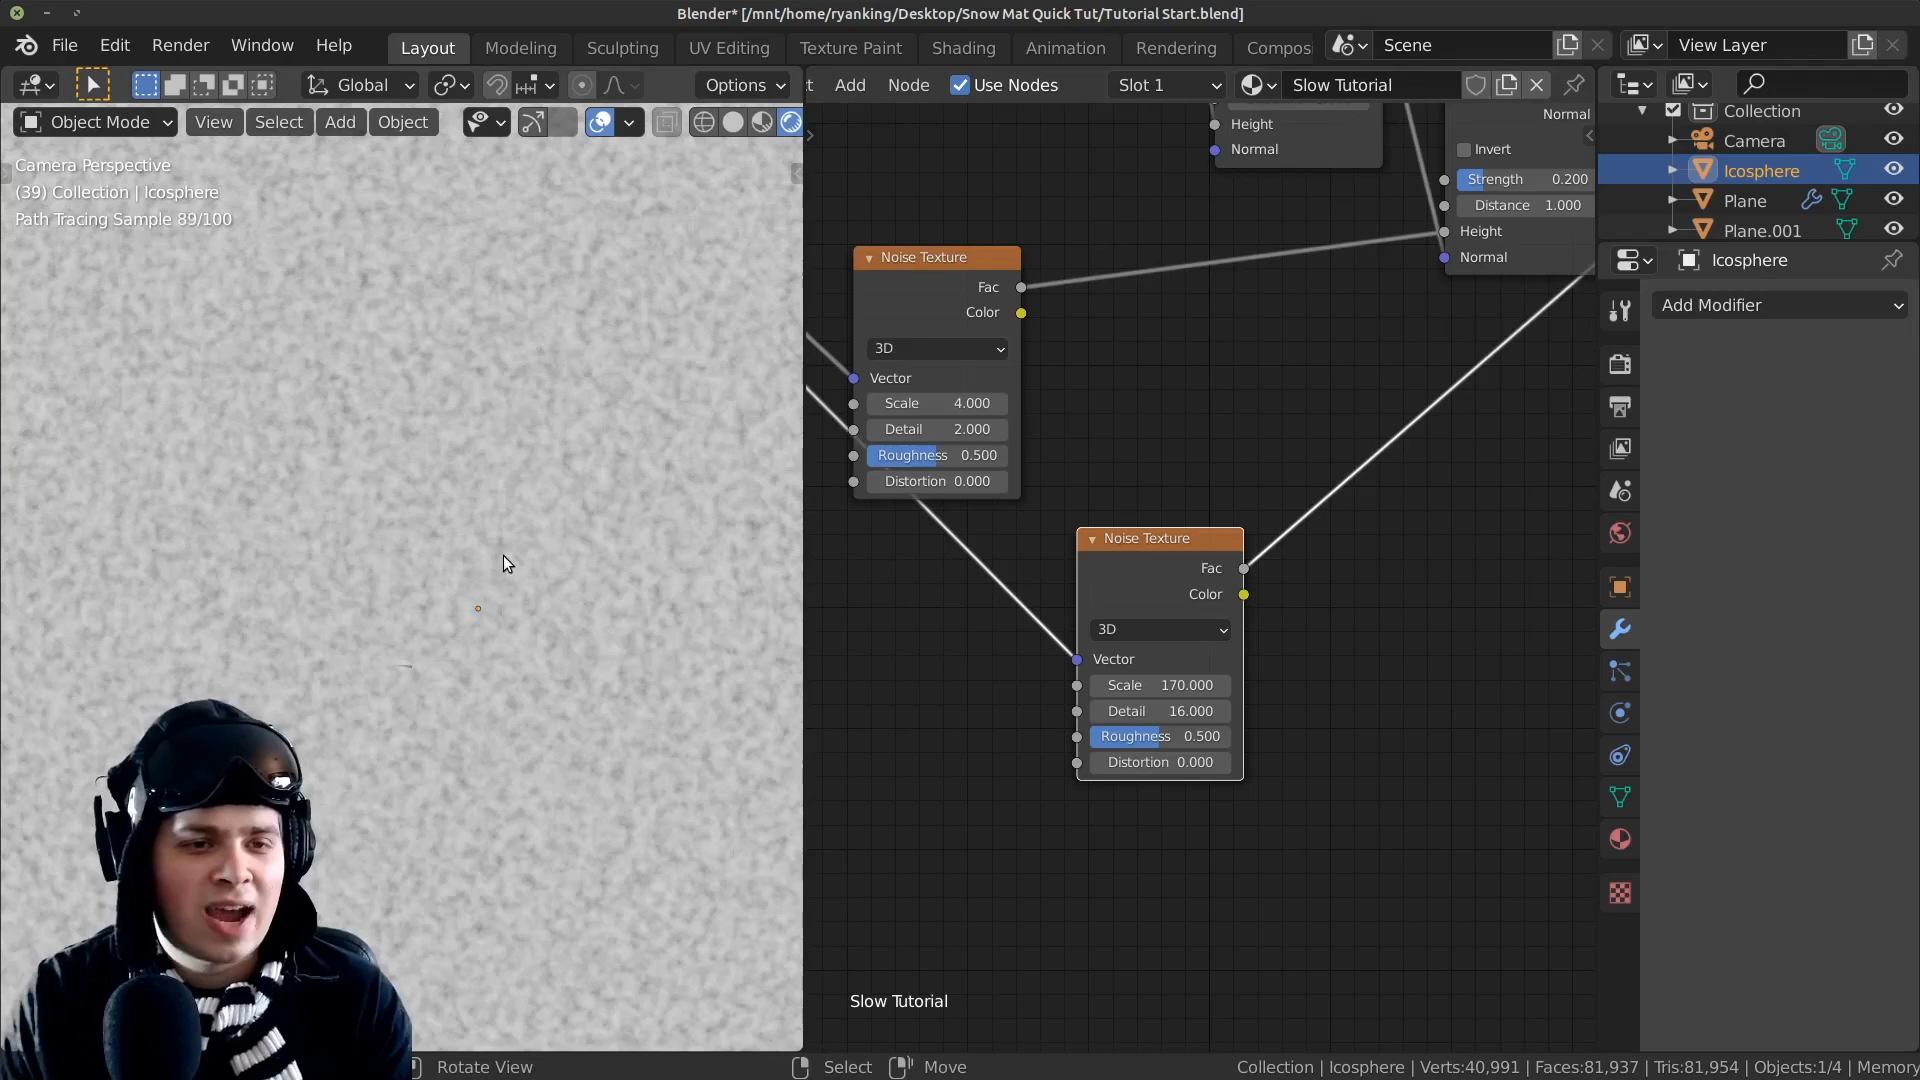 Blender* [/mnt/home/ryanking/Desktop/Snow Mat Quick Tut/Tutorial Start.blend]
File Edit Render Window Help Layout Modeling Sculpting UV Editing Texture Paint Shading Animation Rendering Compos Scene View Layer
Global Options Add Node Use Nodes Slot 1 Slow Tutorial
Object Mode View Select Add Object
Camera Perspective
(39) Collection | Icosphere
Path Tracing Sample 89/100
Height
Normal
Normal
Invert
Strength 0.200
Distance 1.000
Height
Normal
Noise Texture
Fac
Color
3D
Vector
Scale 4.000
Detail 2.000
Roughness 0.500
Distortion 0.000
Noise Texture
Fac
Color
3D
Vector
Scale 170.000
Detail 16.000
Roughness 0.500
Distortion 0.000
Slow Tutorial
Collection
Camera
Icosphere
Plane
Plane.001
Icosphere
Add Modifier
Rotate View Select Move Collection | Icosphere | Verts:40,991 | Faces:81,937 | Tris:81,954 | Objects:1/4 | Memory